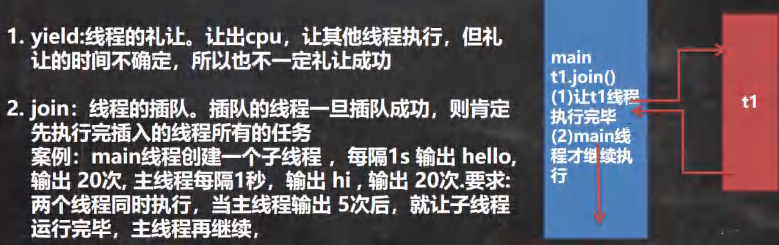 1. yield:线程的礼让。让出cpu，让其他线程执行，但礼
让的时间不确定，所以也不一定礼让成功
2. join：线程的插队。插队的线程一旦插队成功，则肯定
先执行完插入的线程所有的任务
案例：main线程创建一个子线程，每隔1s 输出 hello,
输出 20次, 主线程每隔1秒，输出 hi , 输出 20次.要求:
两个线程同时执行，当主线程输出 5次后，就让子线程
运行完毕，主线程再继续，
main
t1.join()
(1)让t1线程
执行完毕
(2)main线
程才继续执
行
t1